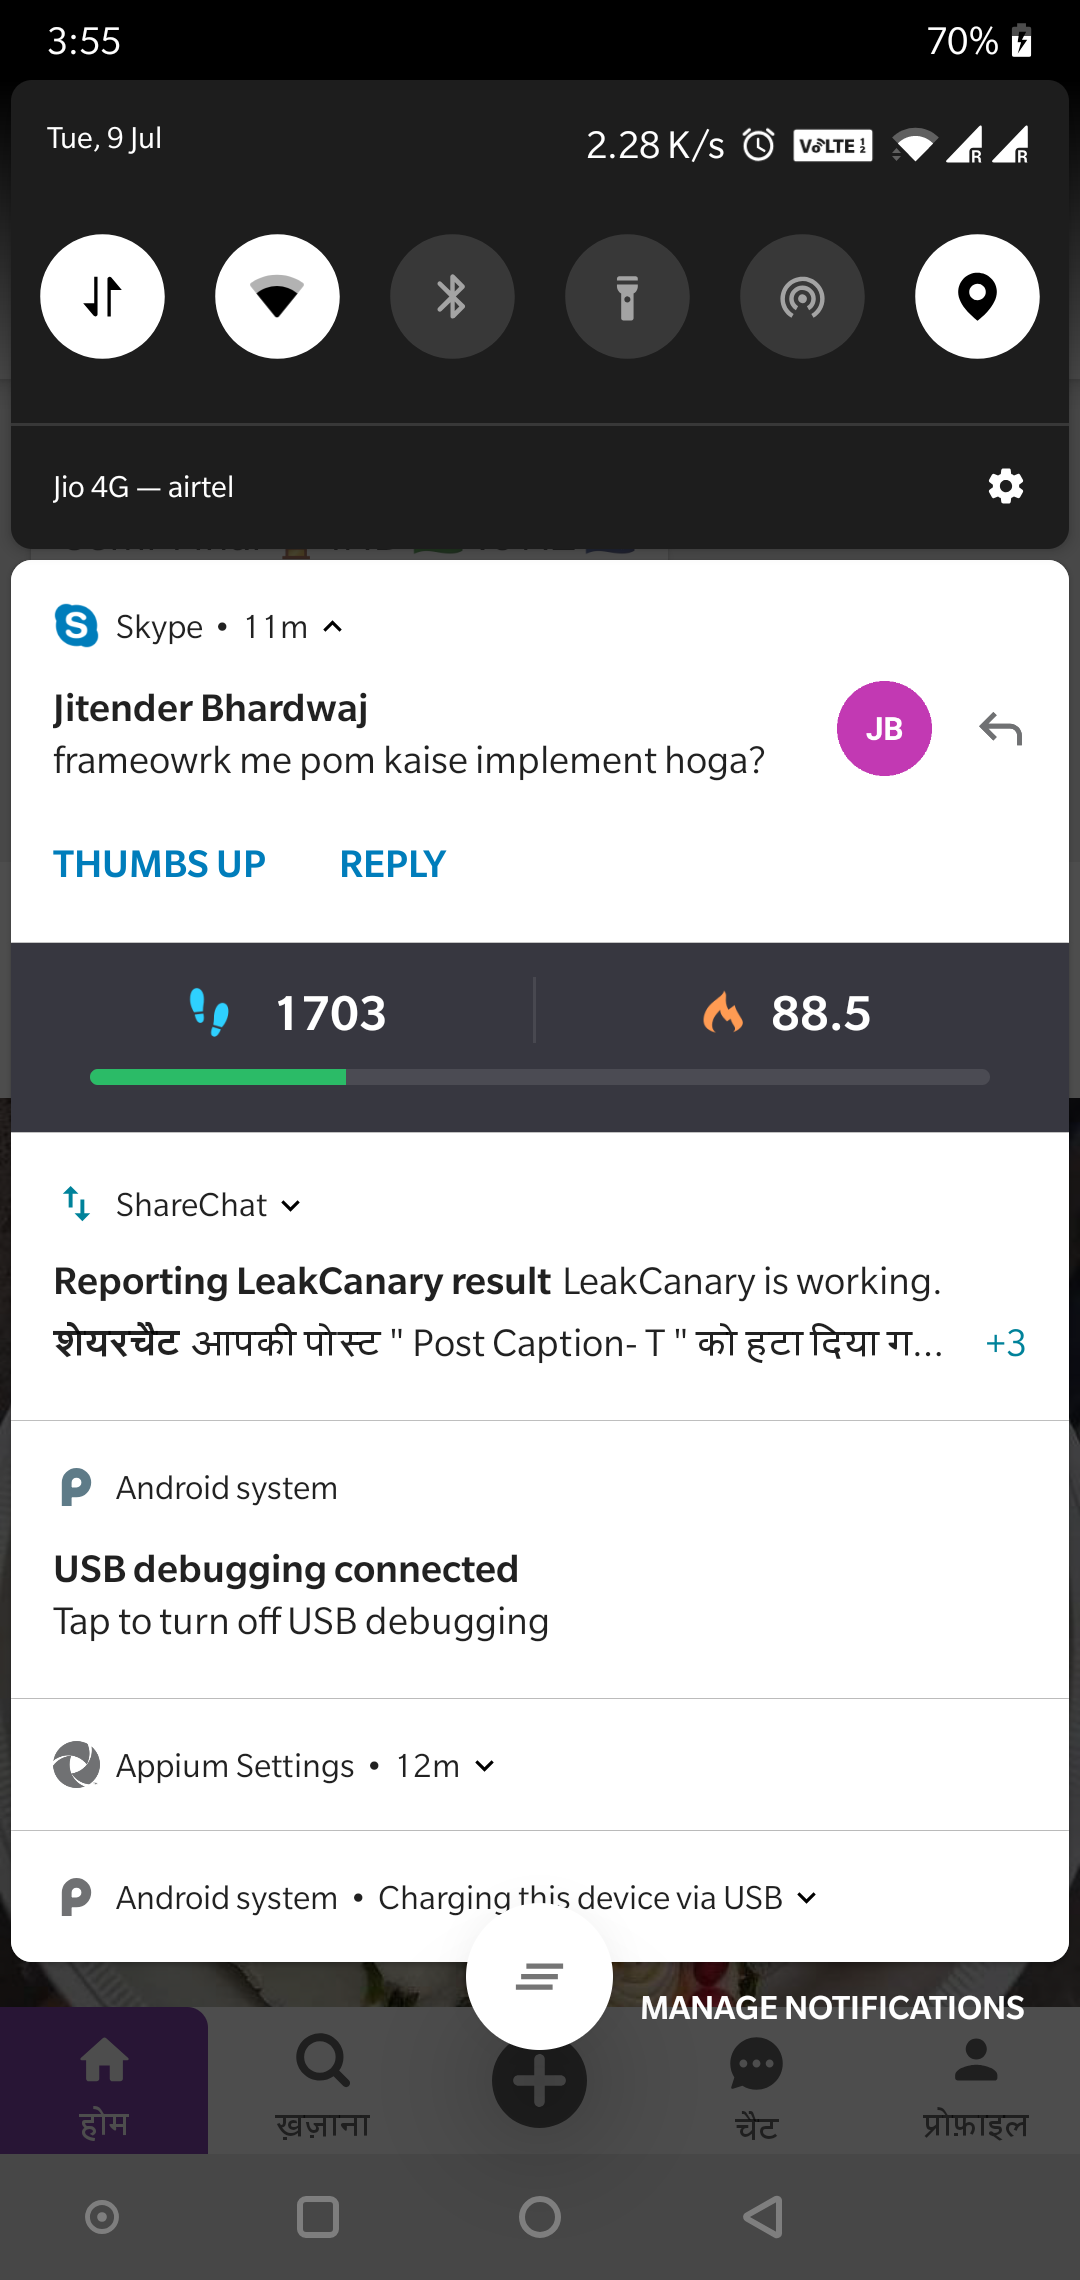 3:55
70%
Tue, 9 Jul
2.28 K/s
VoLTE 1 2
R
R
Jio 4G — airtel
Skype • 11m
Jitender Bhardwaj
JB
frameowrk me pom kaise implement hoga?
THUMBS UP REPLY
1703
88.5
ShareChat
Reporting LeakCanary result LeakCanary is working.
शेयरचैट आपकी पोस्ट " Post Caption- T " को हटा दिया ग... +3
Android system
USB debugging connected
Tap to turn off USB debugging
Appium Settings • 12m
Android system • Charging this device via USB
MANAGE NOTIFICATIONS
होम
ख़ज़ाना
चैट
प्रोफ़ाइल